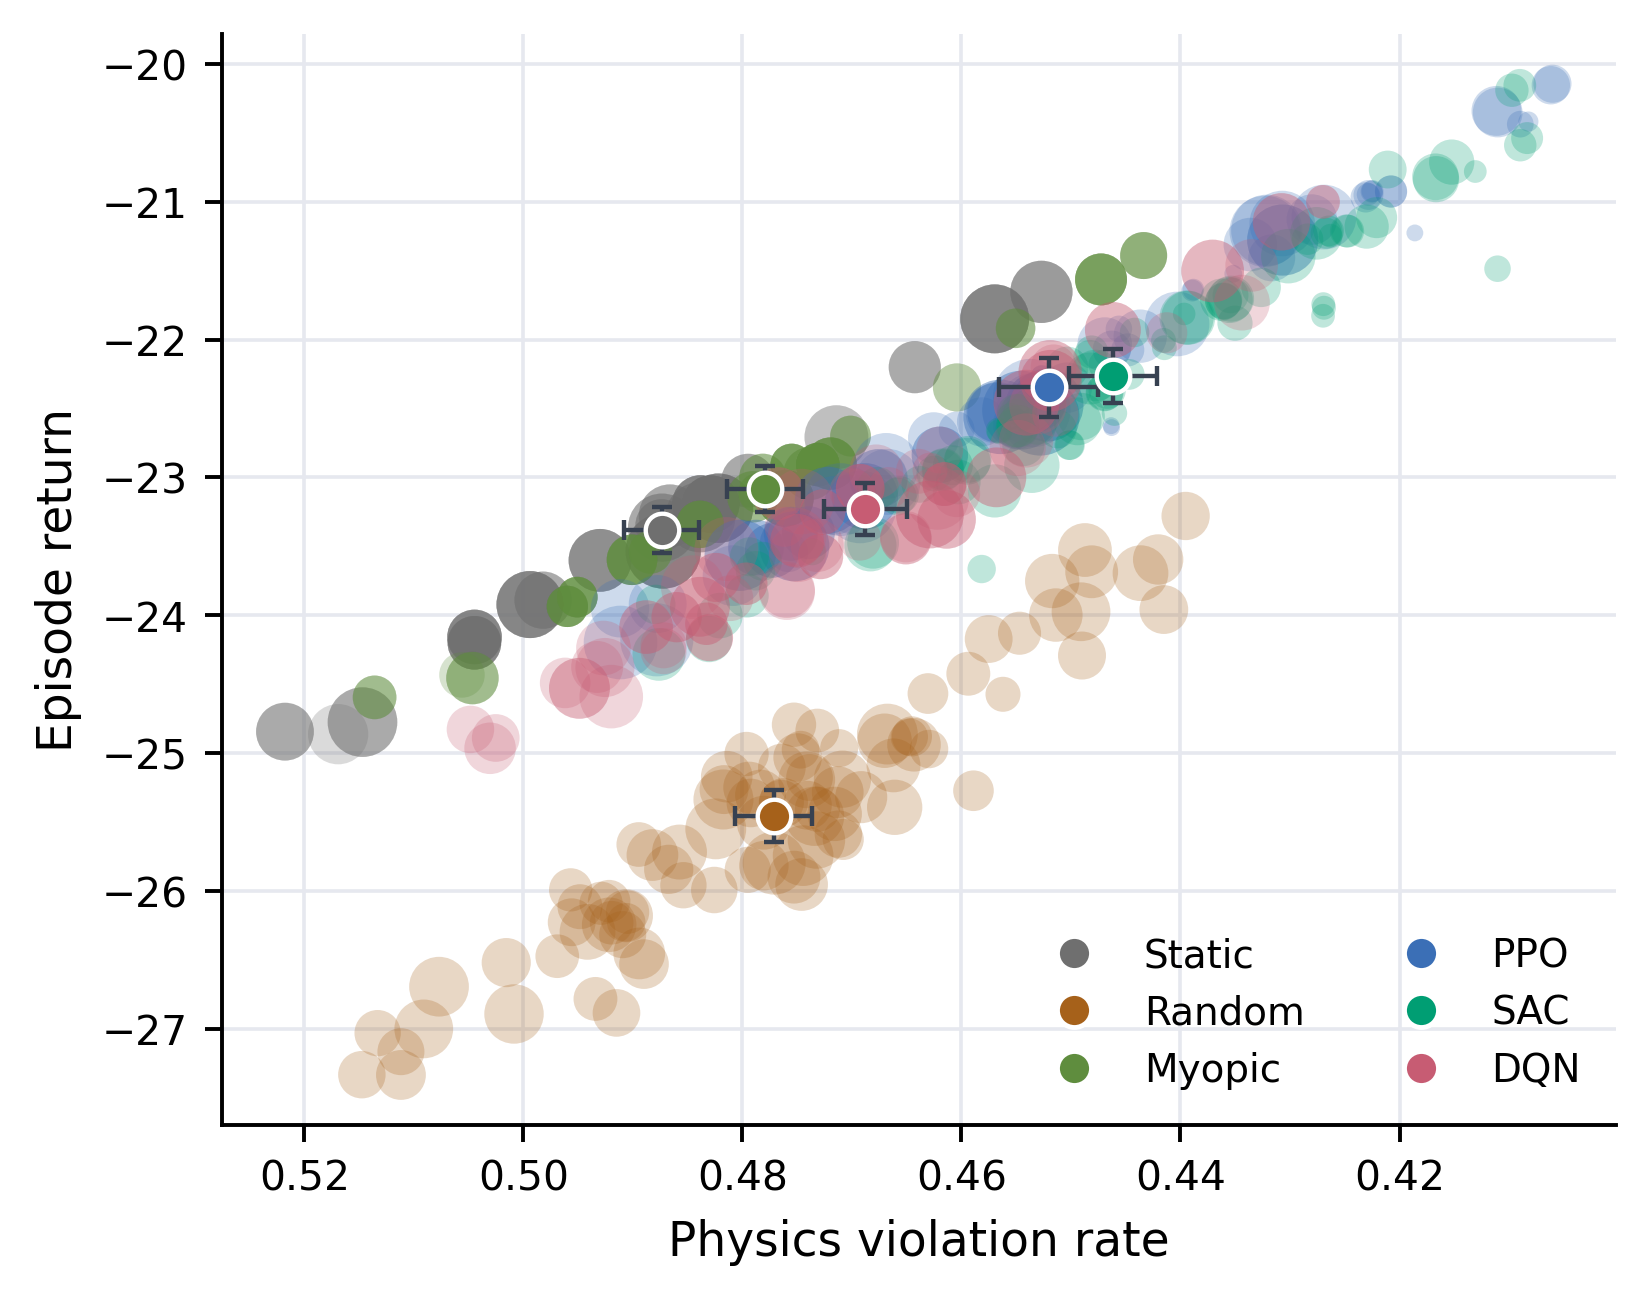 −20
−21
−22
−23
−24
−25
−26
−27
Episode return
0.52 0.50 0.48 0.46 0.44 0.42
Physics violation rate
Static
Random
Myopic
PPO
SAC
DQN